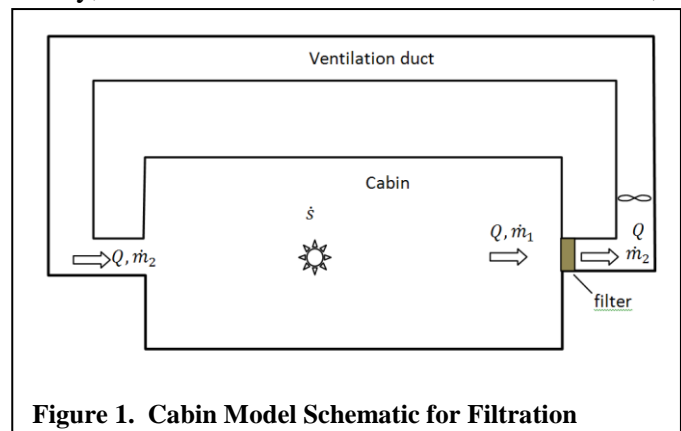 Ventilation duct
Cabin
ṡ
Q, ṁ₁
Q
ṁ₂
Q, ṁ₂
filter
Figure 1. Cabin Model Schematic for Filtration